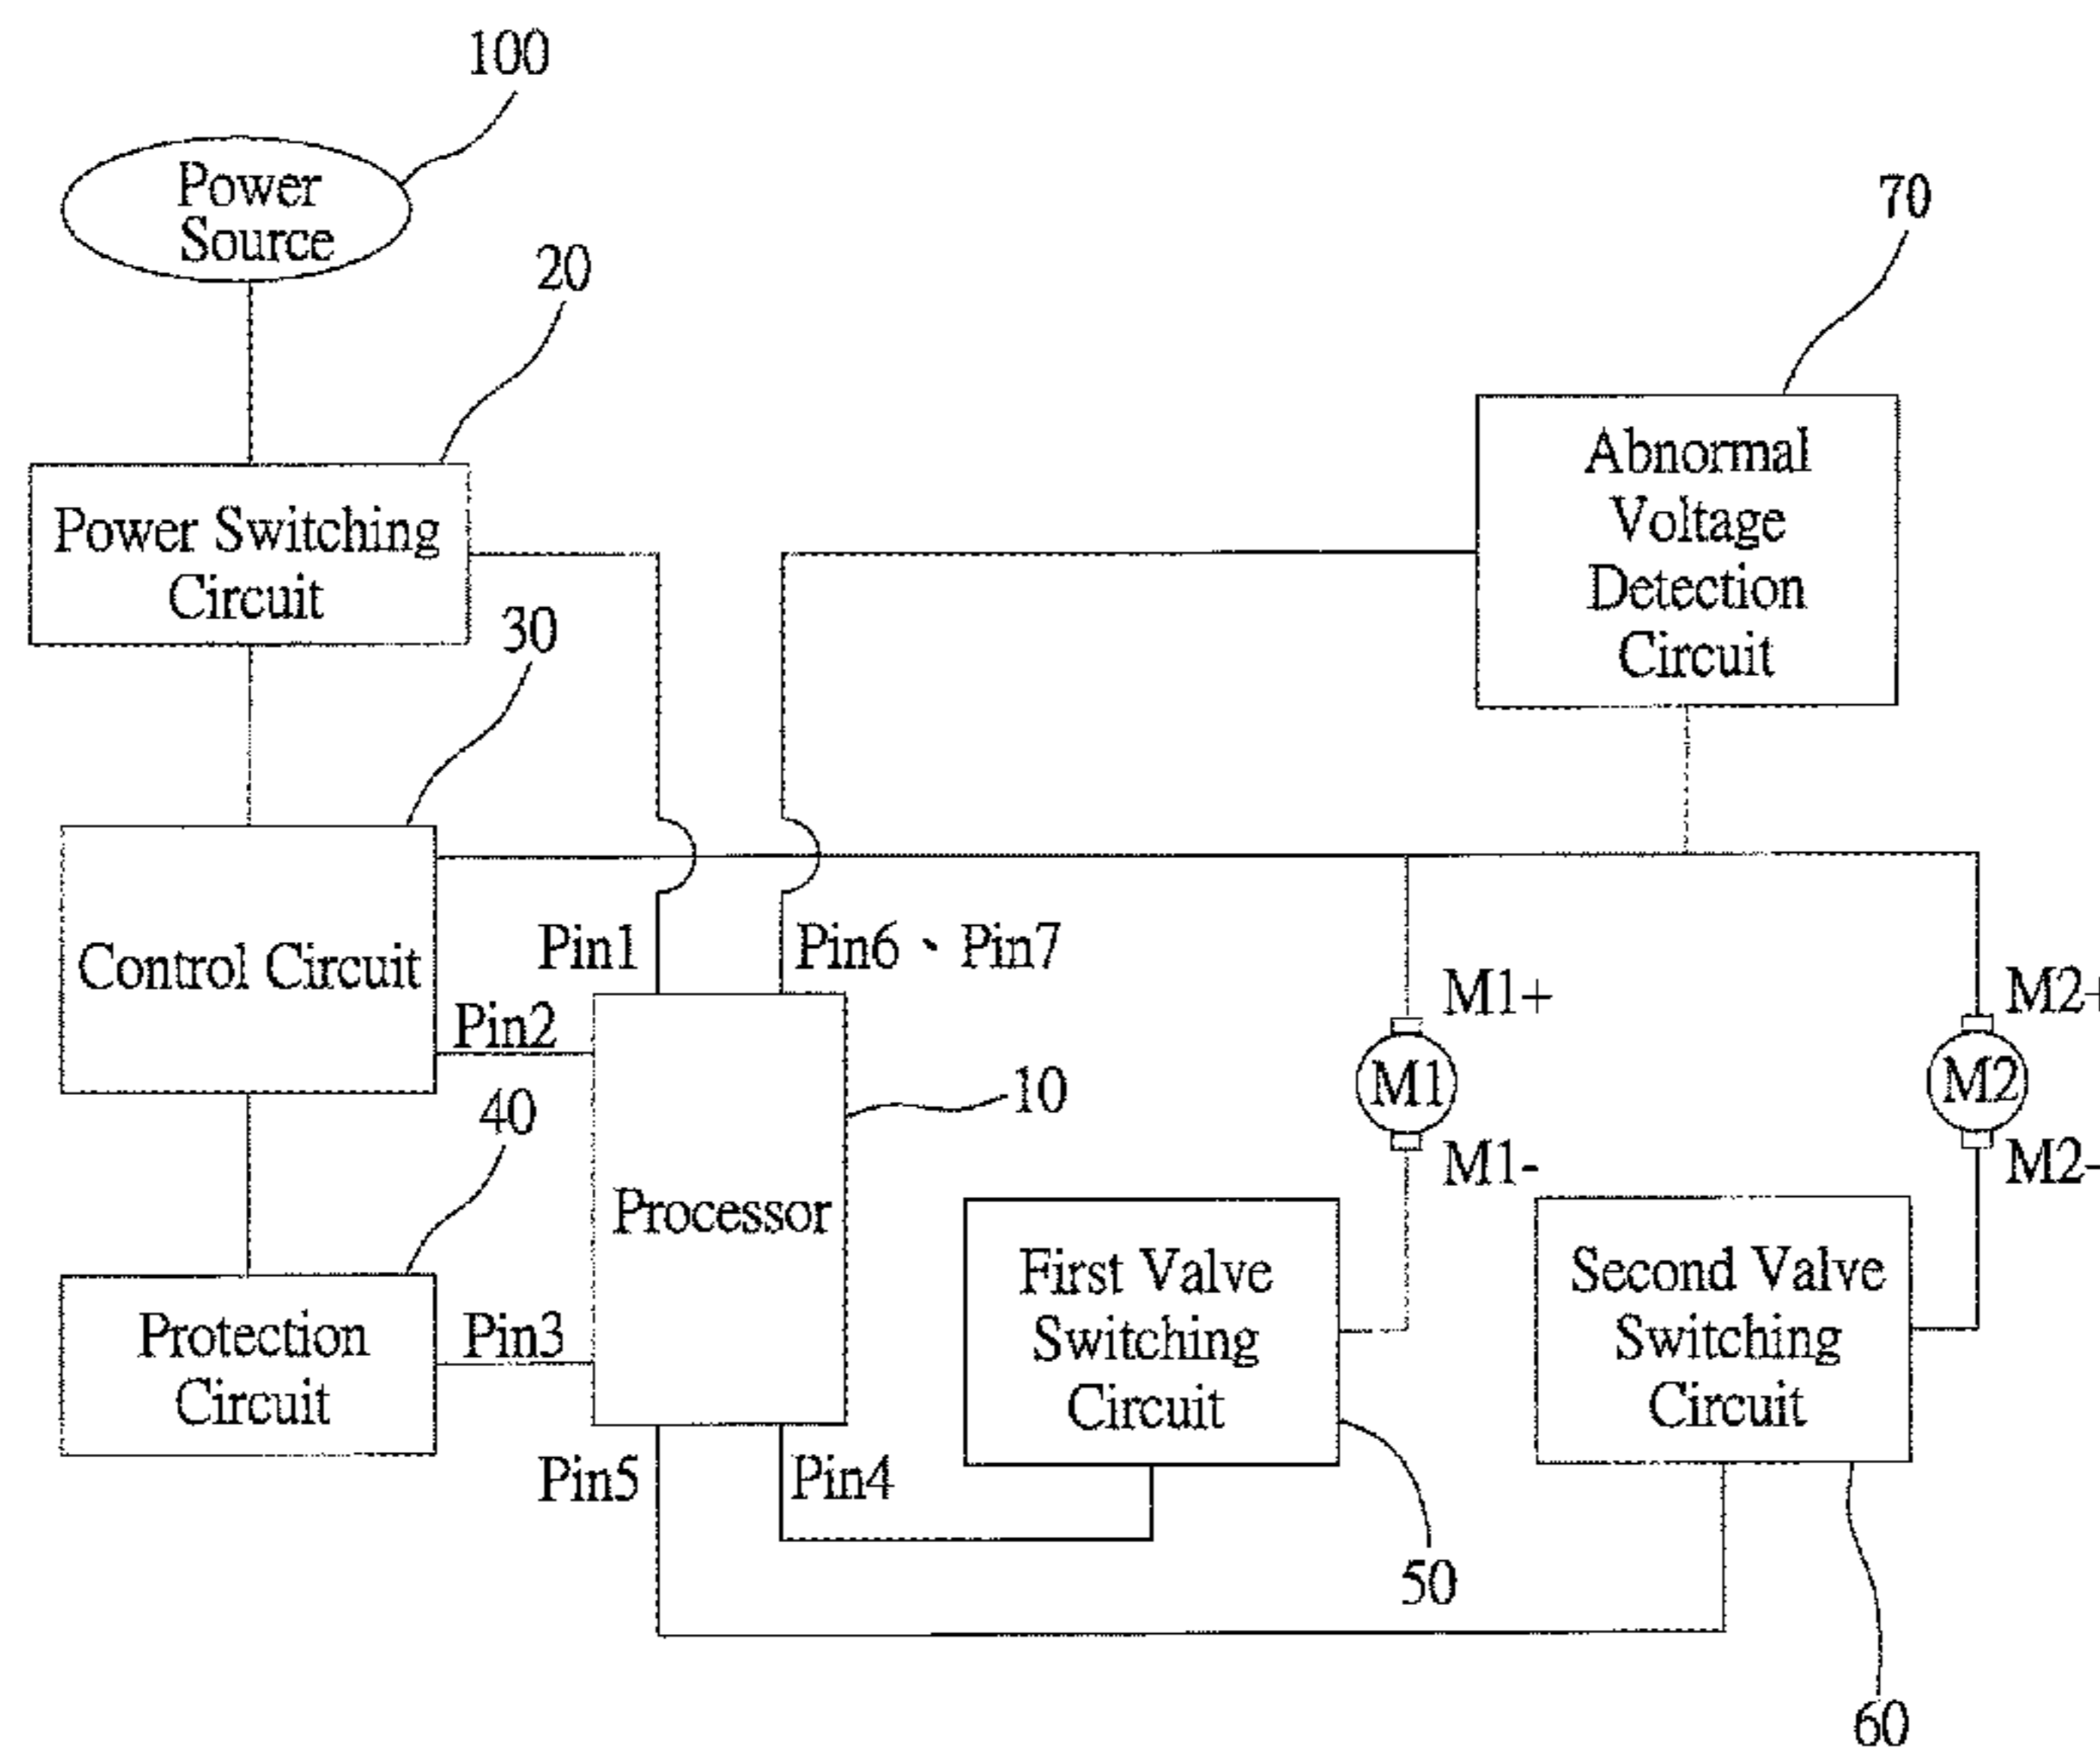 100
Power
Source
20
70
Power Switching
Circuit
Abnormal
Voltage
Detection
Circuit
30
Control Circuit
Pin1
Pin6、Pin7
Pin2
M1+
M2+
M1
M2
M1-
M2-
10
40
Processor
Protection
Circuit
Pin3
First Valve
Switching
Circuit
Second Valve
Switching
Circuit
Pin5
Pin4
50
60